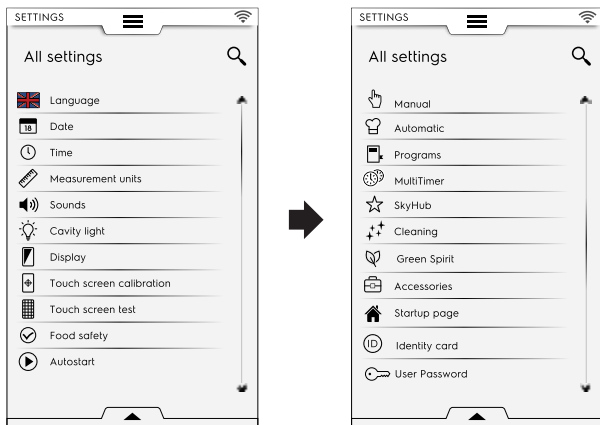 SETTINGS
All settings
Language
18
Date
Time
Measurement units
Sounds
Cavity light
Display
Touch screen calibration
Touch screen test
Food safety
Autostart
SETTINGS
All settings
Manual
Automatic
Programs
MultiTimer
SkyHub
Cleaning
Green Spirit
Accessories
Startup page
ID
Identity card
User Password